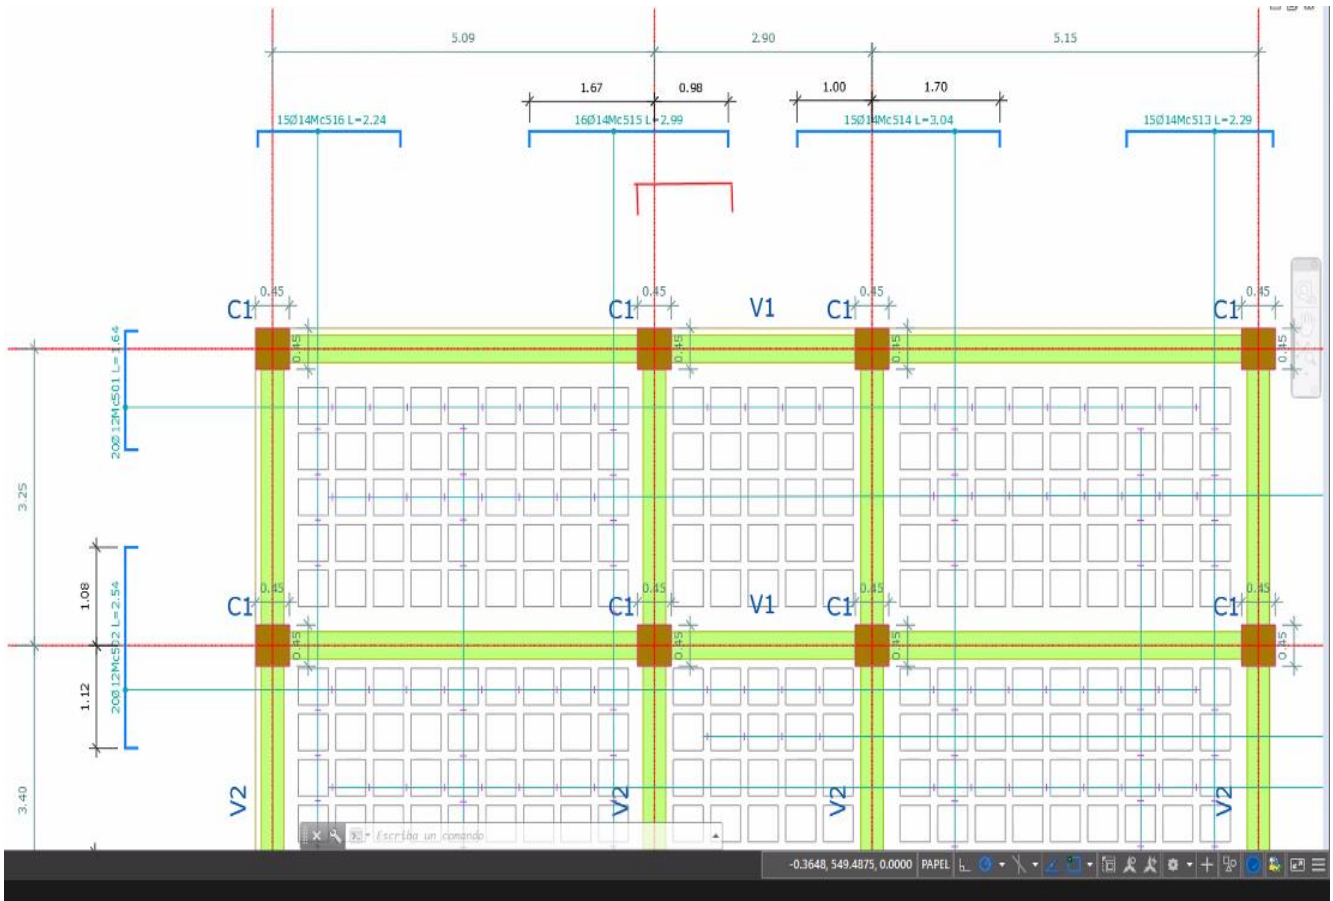 5.09 2.90 5.15
1.67 0.98 1.00 1.70
15Ø14Mc516 L=2.24 16Ø14Mc515 L=2.99 15Ø14Mc514 L=3.04 15Ø14Mc513 L=2.29
0.45 0.45 0.45 0.45
C1 C1 V1 C1 C1
0.45 0.45 0.45 0.45
20Ø12Mc501 L=1.64
3.25
0.45 0.45 0.45 0.45
C1 C1 V1 C1 C1
0.45 0.45 0.45 0.45
1.08
20Ø12Mc502 L=2.54
1.12
3.40
V2 V2 V2 V2
Escriba un comando
-0.3648, 549.4875, 0.0000 PAPEL